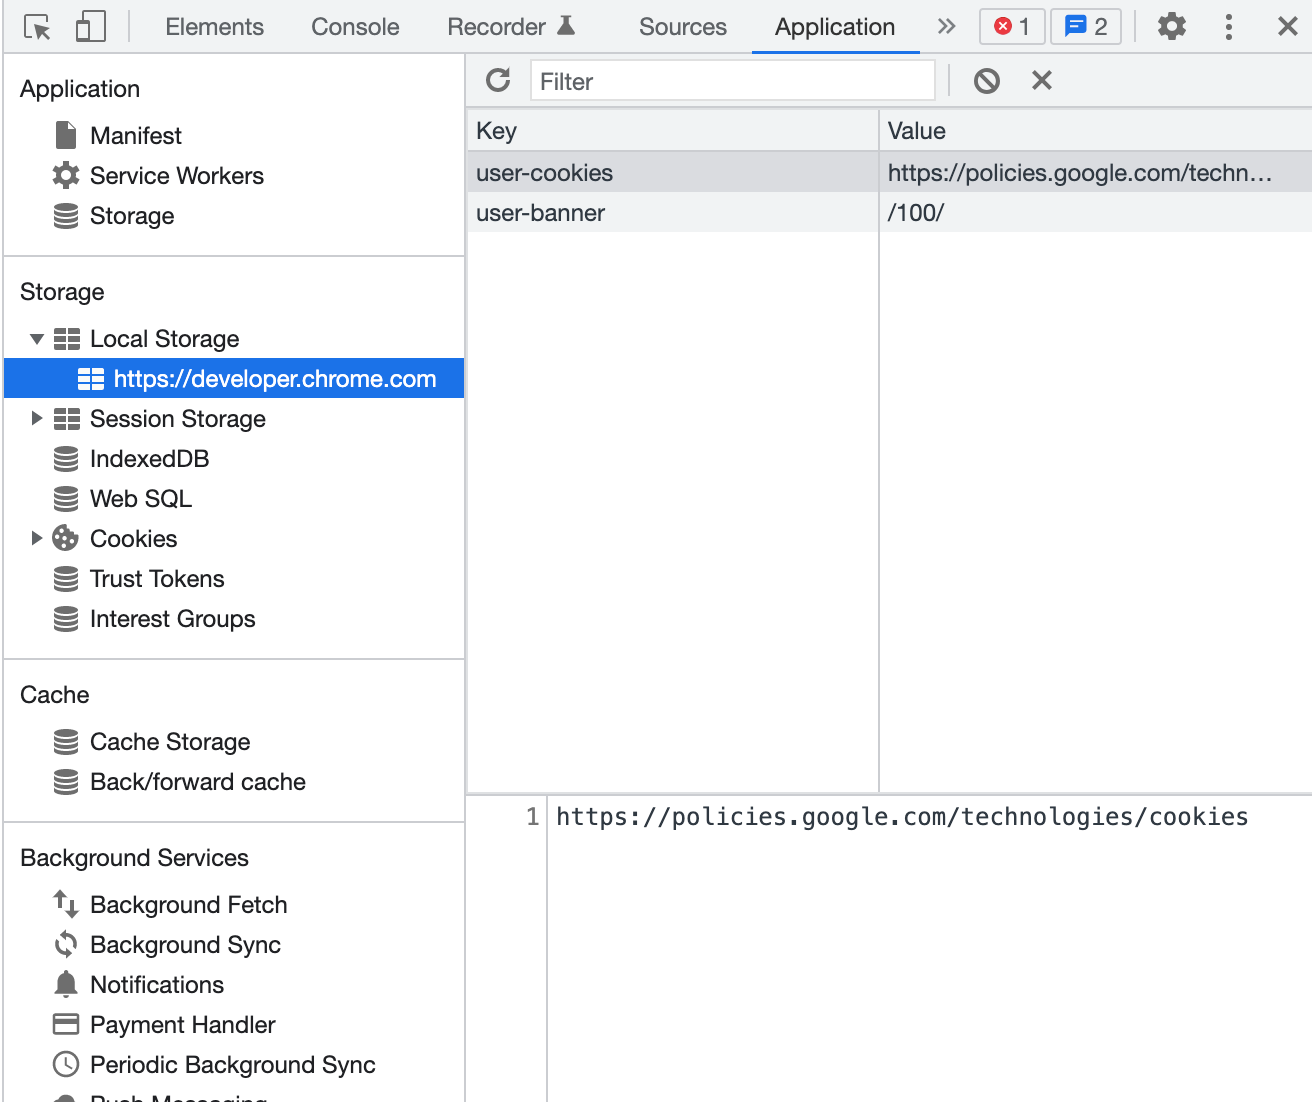 Elements Console Recorder Sources Application 1 2
Application
Manifest
Service Workers
Storage
Storage
Local Storage
https://developer.chrome.com
Session Storage
IndexedDB
Web SQL
Cookies
Trust Tokens
Interest Groups
Cache
Cache Storage
Back/forward cache
Background Services
Background Fetch
Background Sync
Notifications
Payment Handler
Periodic Background Sync
Push Messaging
Filter
Key Value
user-cookies https://policies.google.com/techn…
user-banner /100/
1 https://policies.google.com/technologies/cookies